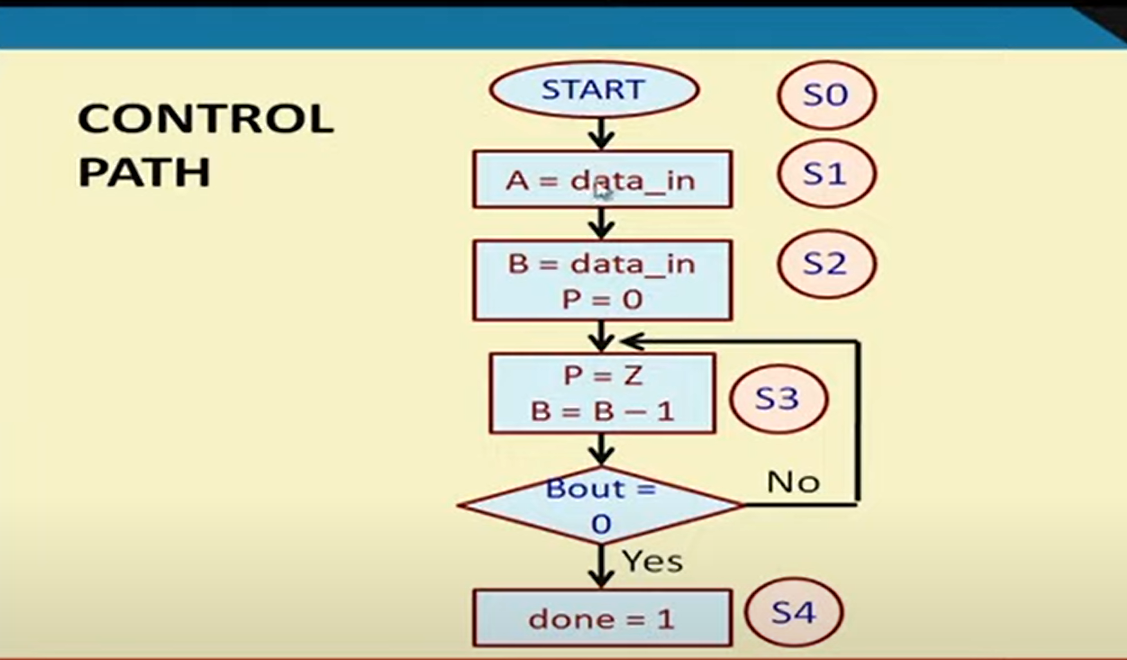 CONTROL
PATH
START
S0
A = data_in
S1
B = data_in
P = 0
S2
P = Z
B = B – 1
S3
Bout =
0
No
Yes
done = 1
S4